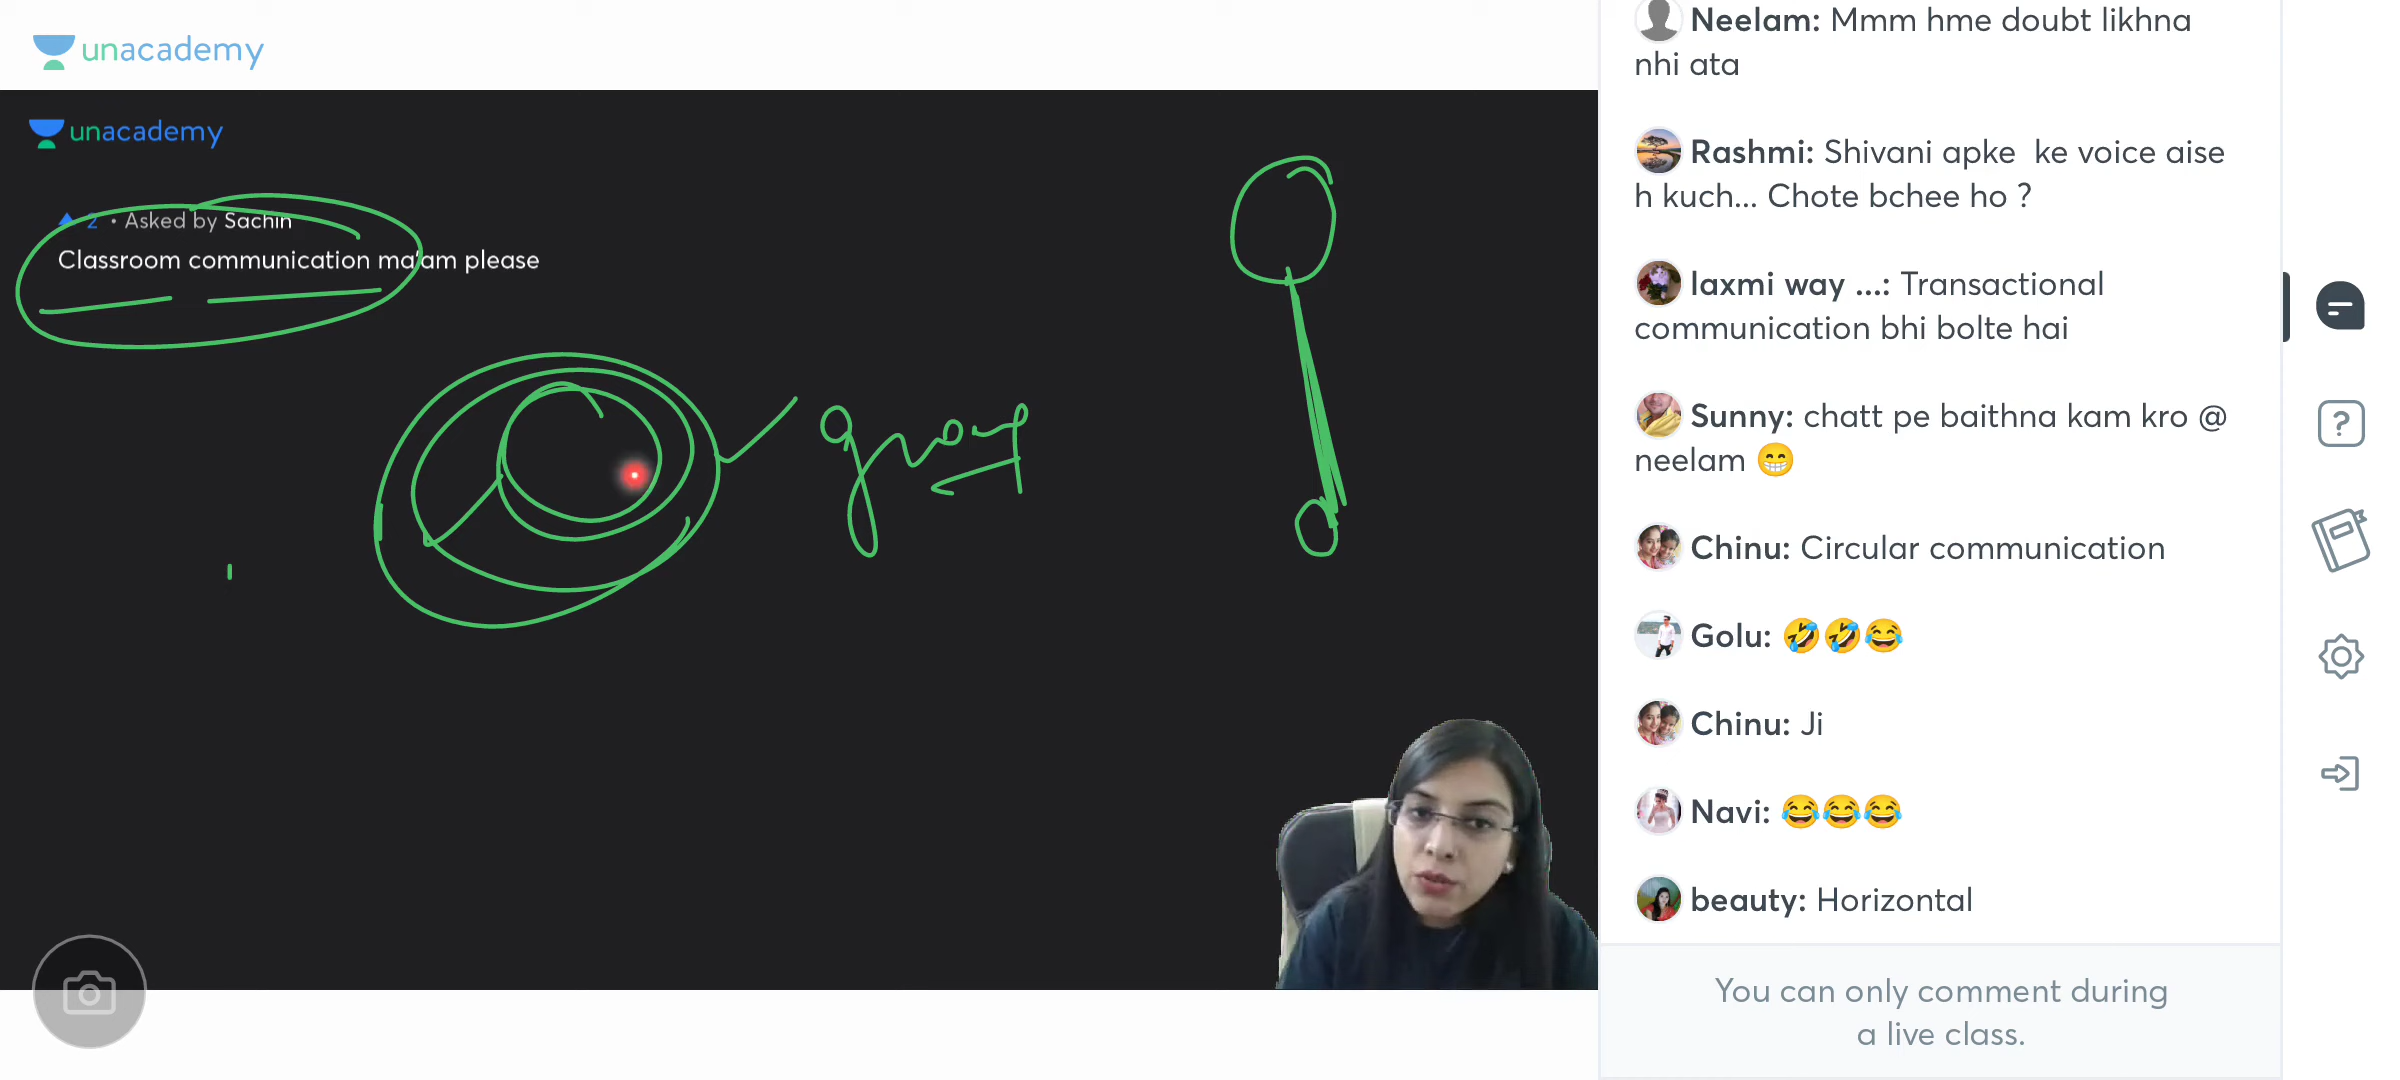 unacademy
unacademy
2 • Asked by Sachin
Classroom communication ma'am please
group
Neelam: Mmm hme doubt likhna
nhi ata
Rashmi: Shivani apke ke voice aise
h kuch... Chote bchee ho ?
laxmi way ...: Transactional
communication bhi bolte hai
Sunny: chatt pe baithna kam kro @
neelam 😁
Chinu: Circular communication
Golu: 🤣🤣😂
Chinu: Ji
Navi: 😂😂😂
beauty: Horizontal
You can only comment during
a live class.